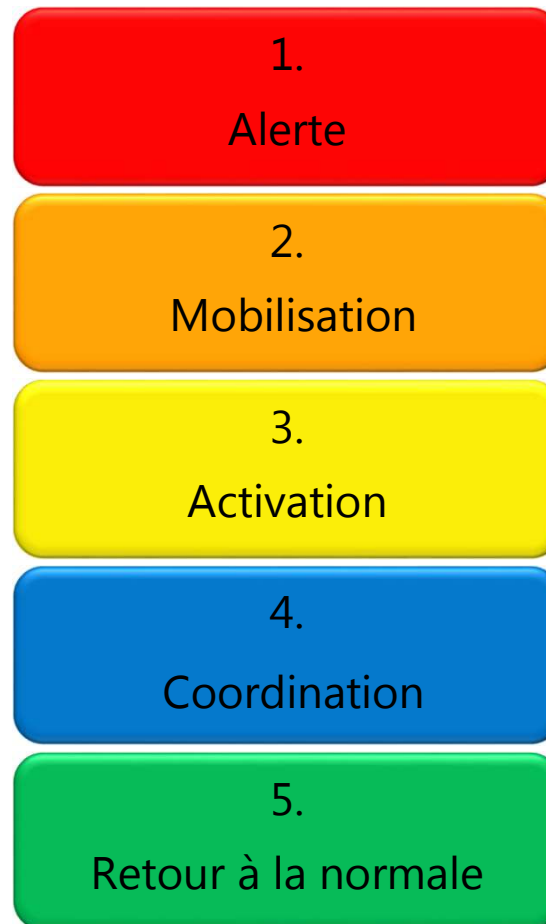 1.
Alerte
2.
Mobilisation
3.
Activation
4.
Coordination
5.
Retour à la normale